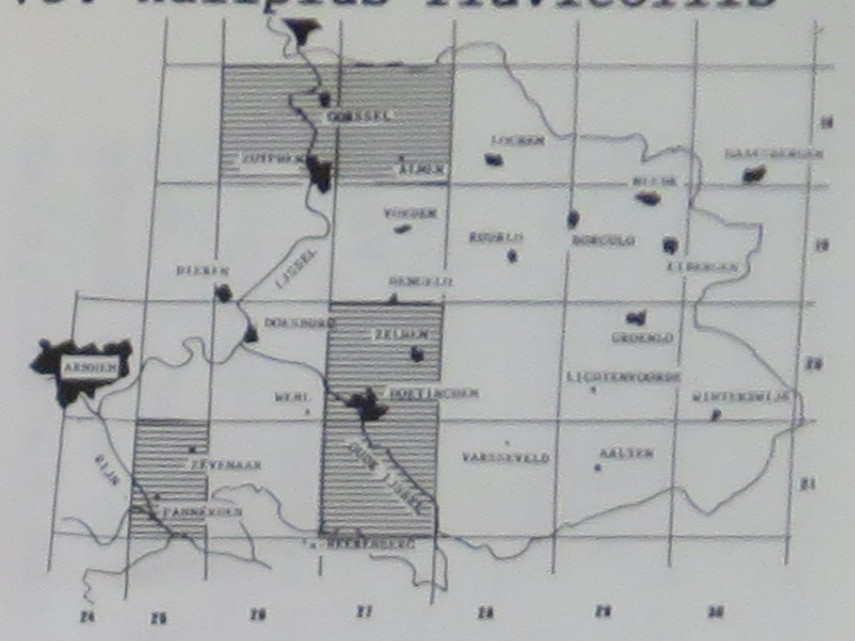 GORSSEL
LOCHEM
18
ZUTPHEN
ALMEN
NEEDE
VORDEN
RUURLO
BORCULO
19
EIBERGEN
DIEREN
IJSSEL
HENGELO
DOESBURG
ZELHEM
GROENLO
ARNHEM
20
LICHTENVOORDE
WEHL
DOETINCHEM
WINTERSWIJK
OUDE IJSSEL
VARSSEVELD
AALTEN
RIJN
ZEVENAAR
21
PANNERDEN
HEERENBERG
24 25 26 27 28 29 30